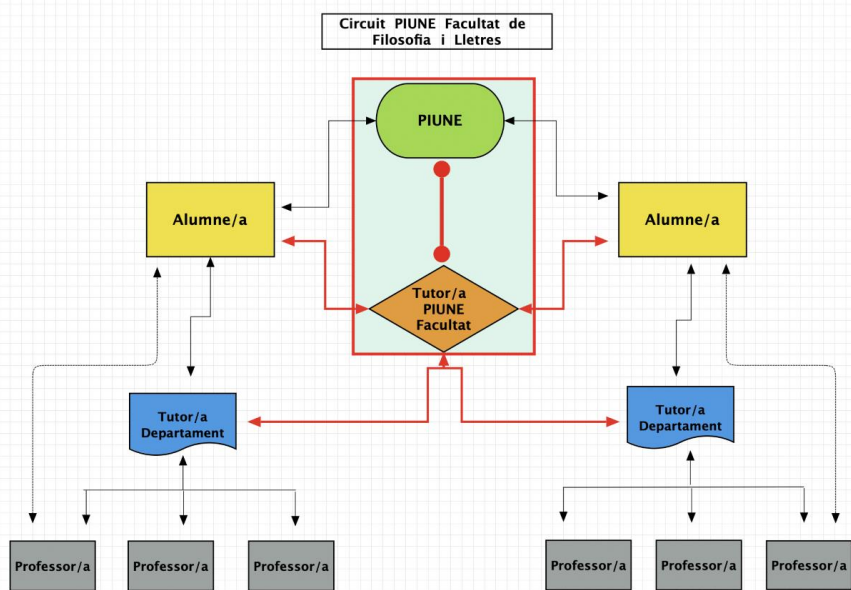 Circuit PIUNE Facultat de
Filosofia i Lletres
PIUNE
Alumne/a
Alumne/a
Tutor/a
PIUNE
Facultat
Tutor/a
Departament
Tutor/a
Departament
Professor/a
Professor/a
Professor/a
Professor/a
Professor/a
Professor/a